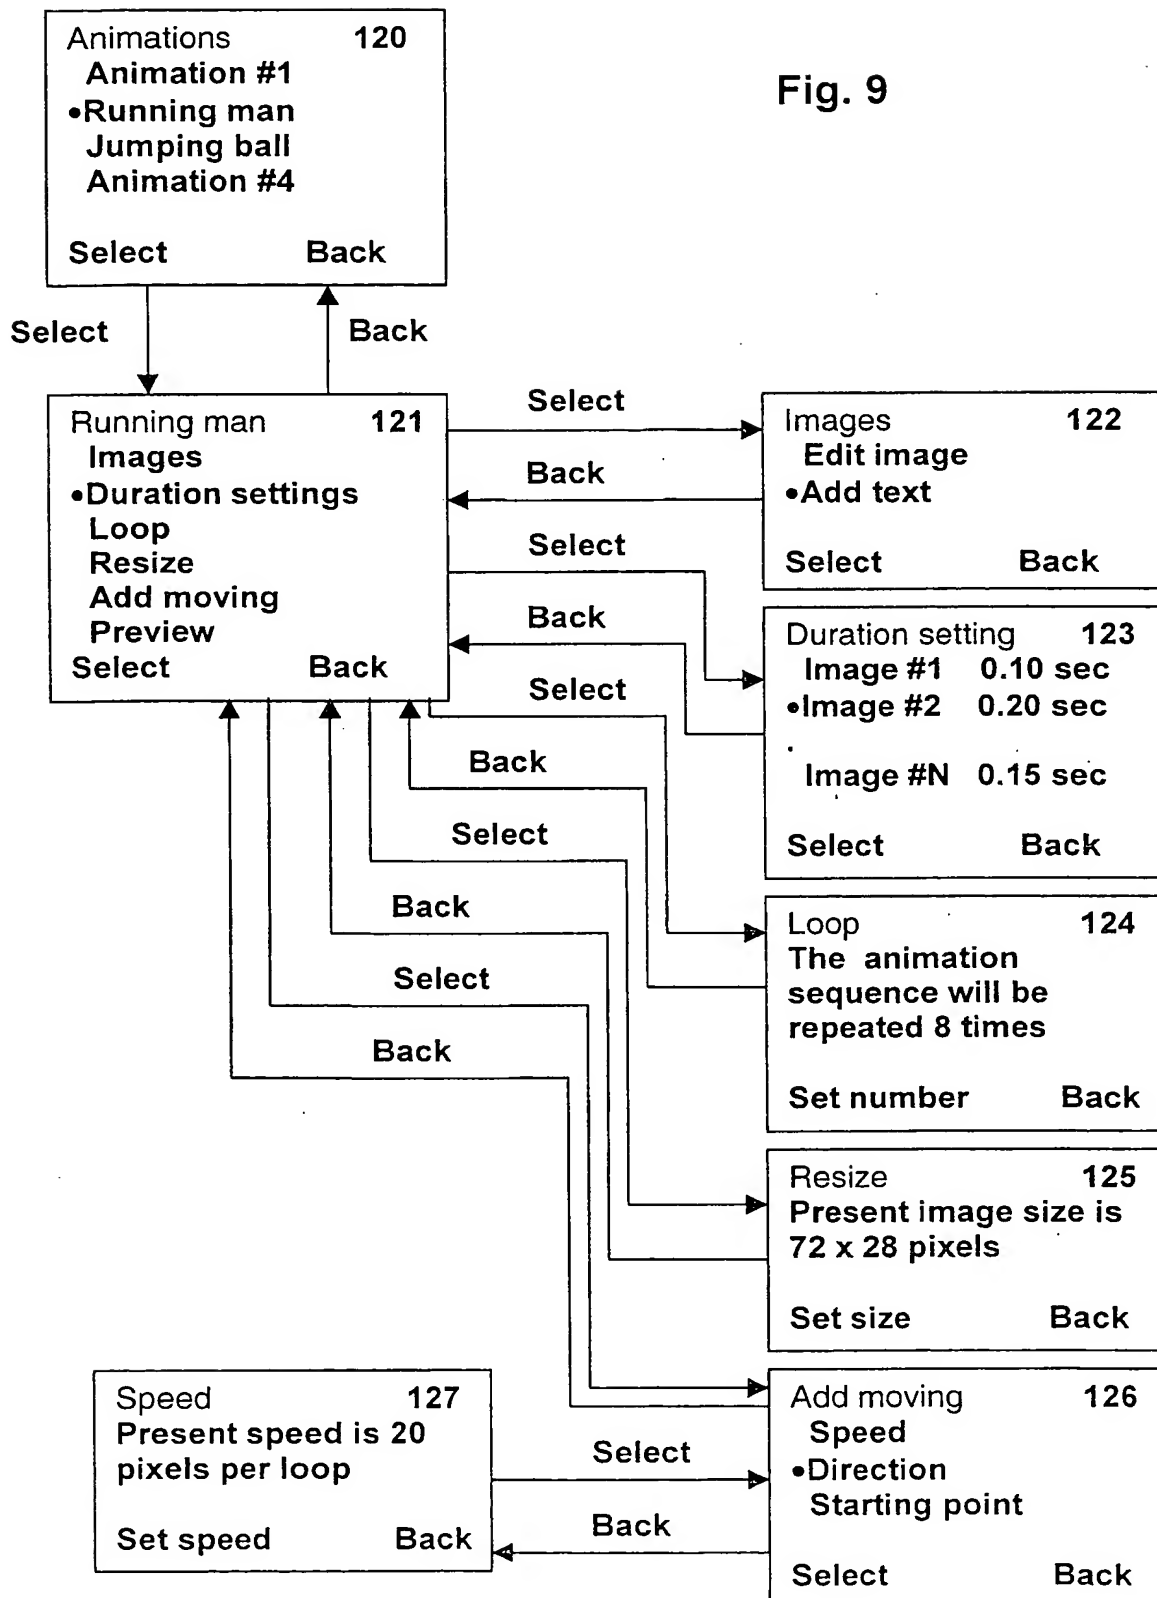 Fig. 9
Animations 120
Animation #1
•Running man
Jumping ball
Animation #4
Select Back
Select Back
Running man 121
Images
•Duration settings
Loop
Resize
Add moving
Preview
Select Back
Select
Back
Select
Back
Select
Back
Select
Back
Select
Back
Images 122
Edit image
•Add text
Select Back
Duration setting 123
Image #1 0.10 sec
•Image #2 0.20 sec
.
Image #N 0.15 sec
Select Back
Loop 124
The animation
sequence will be
repeated 8 times
Set number Back
Resize 125
Present image size is
72 x 28 pixels
Set size Back
Speed 127
Present speed is 20
pixels per loop
Set speed Back
Select
Back
Add moving 126
Speed
•Direction
Starting point
Select Back